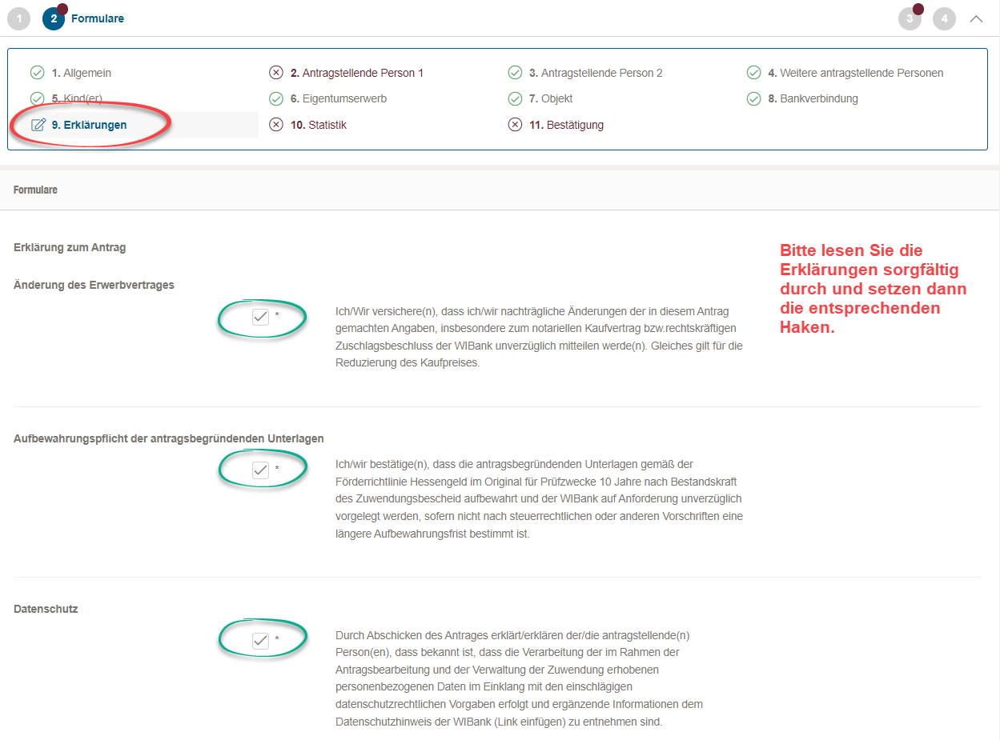 1 2 Formulare 3 4
1. Allgemein 2. Antragstellende Person 1 3. Antragstellende Person 2 4. Weitere antragstellende Personen
5. Kind(er) 6. Eigentumserwerb 7. Objekt 8. Bankverbindung
9. Erklärungen 10. Statistik 11. Bestätigung
Formulare
Erklärung zum Antrag
Änderung des Erwerbvertrages
* Ich/Wir versichere(n), dass ich/wir nachträgliche Änderungen der in diesem Antrag
gemachten Angaben, insbesondere zum notariellen Kaufvertrag bzw.rechtskräftigen
Zuschlagsbeschluss der WIBank unverzüglich mitteilen werde(n). Gleiches gilt für die
Reduzierung des Kaufpreises.
Bitte lesen Sie die
Erklärungen sorgfältig
durch und setzen dann
die entsprechenden
Haken.
Aufbewahrungspflicht der antragsbegründenden Unterlagen
* Ich/wir bestätige(n), dass die antragsbegründenden Unterlagen gemäß der
Förderrichtlinie Hessengeld im Original für Prüfzwecke 10 Jahre nach Bestandskraft
des Zuwendungsbescheid aufbewahrt und der WIBank auf Anforderung unverzüglich
vorgelegt werden, sofern nicht nach steuerrechtlichen oder anderen Vorschriften eine
längere Aufbewahrungsfrist bestimmt ist.
Datenschutz
* Durch Abschicken des Antrages erklärt/erklären der/die antragstellende(n)
Person(en), dass bekannt ist, dass die Verarbeitung der im Rahmen der
Antragsbearbeitung und der Verwaltung der Zuwendung erhobenen
personenbezogenen Daten im Einklang mit den einschlägigen
datenschutzrechtlichen Vorgaben erfolgt und ergänzende Informationen dem
Datenschutzhinweis der WIBank (Link einfügen) zu entnehmen sind.